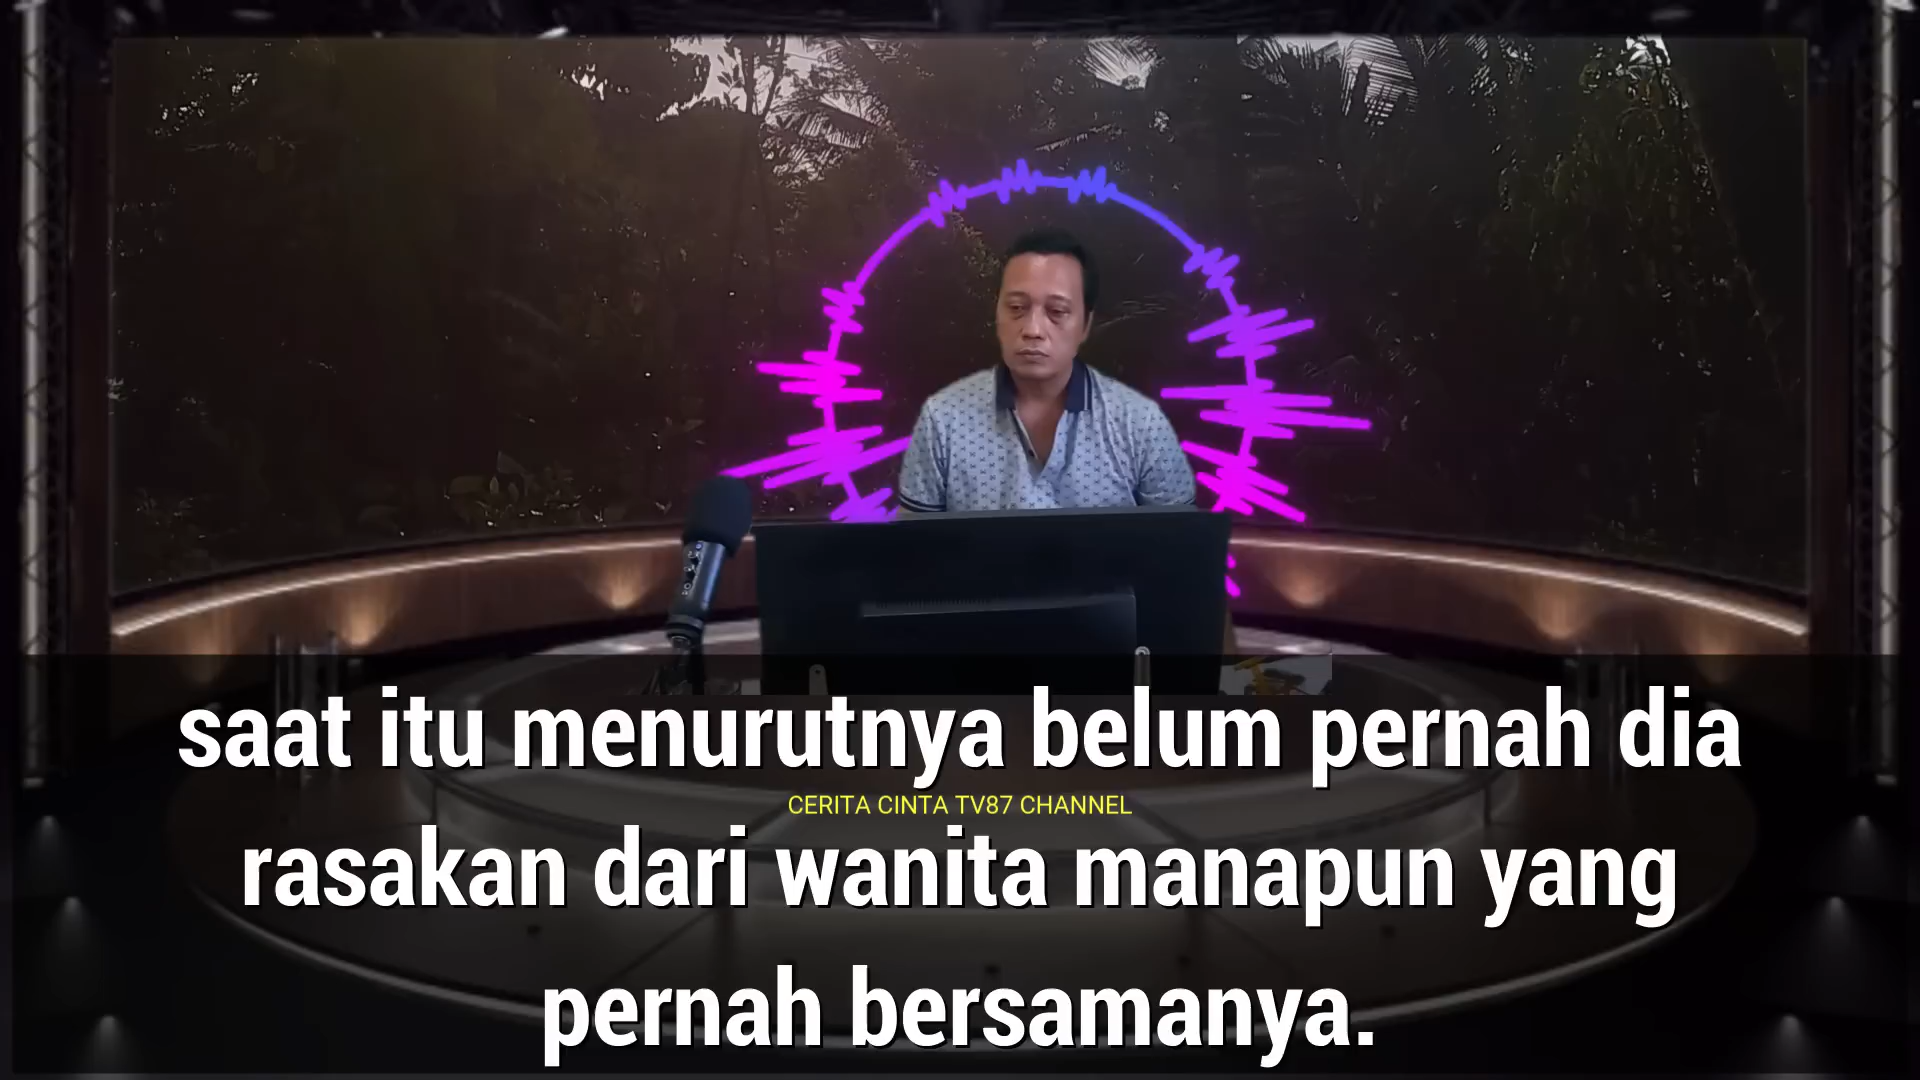 saat itu menurutnya belum pernah dia
CERITA CINTA TV87 CHANNEL
rasakan dari wanita manapun yang
pernah bersamanya.